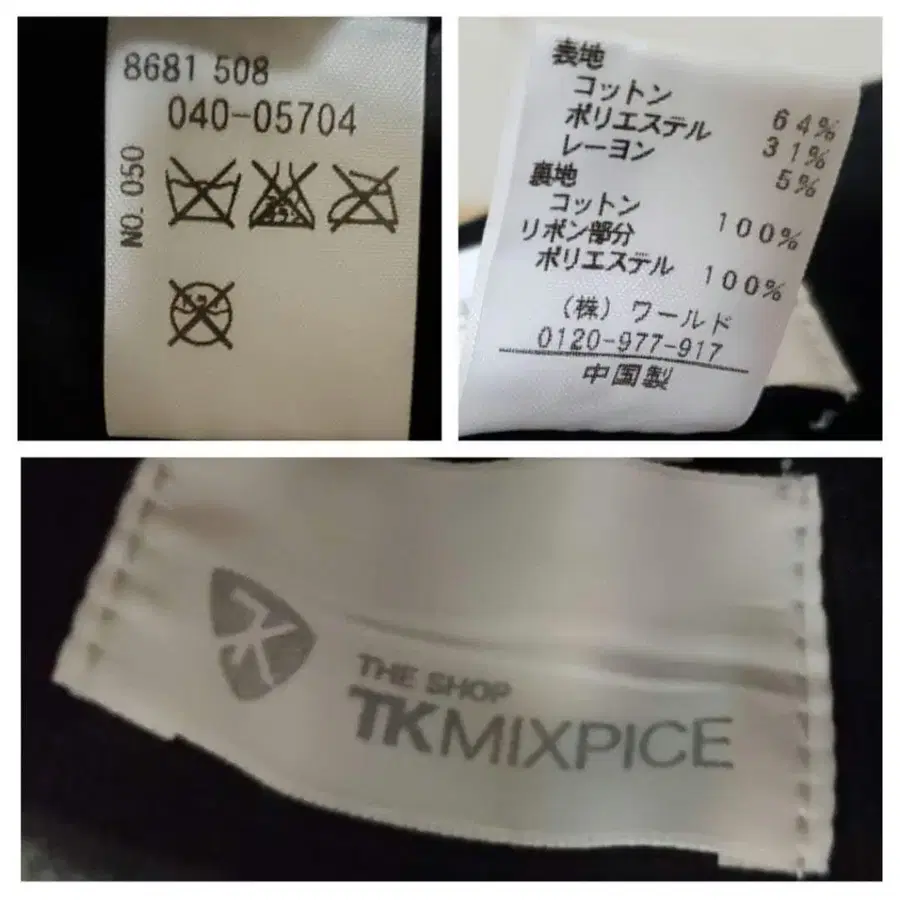 8681 508
040-05704
NO. 050
表地
コットン 64%
ポリエステル 31%
レーヨン 5%
裏地
コットン 100%
リボン部分
ポリエステル 100%
(株) ワールド
0120-977-917
中国製
THE SHOP
TKMIXPICE